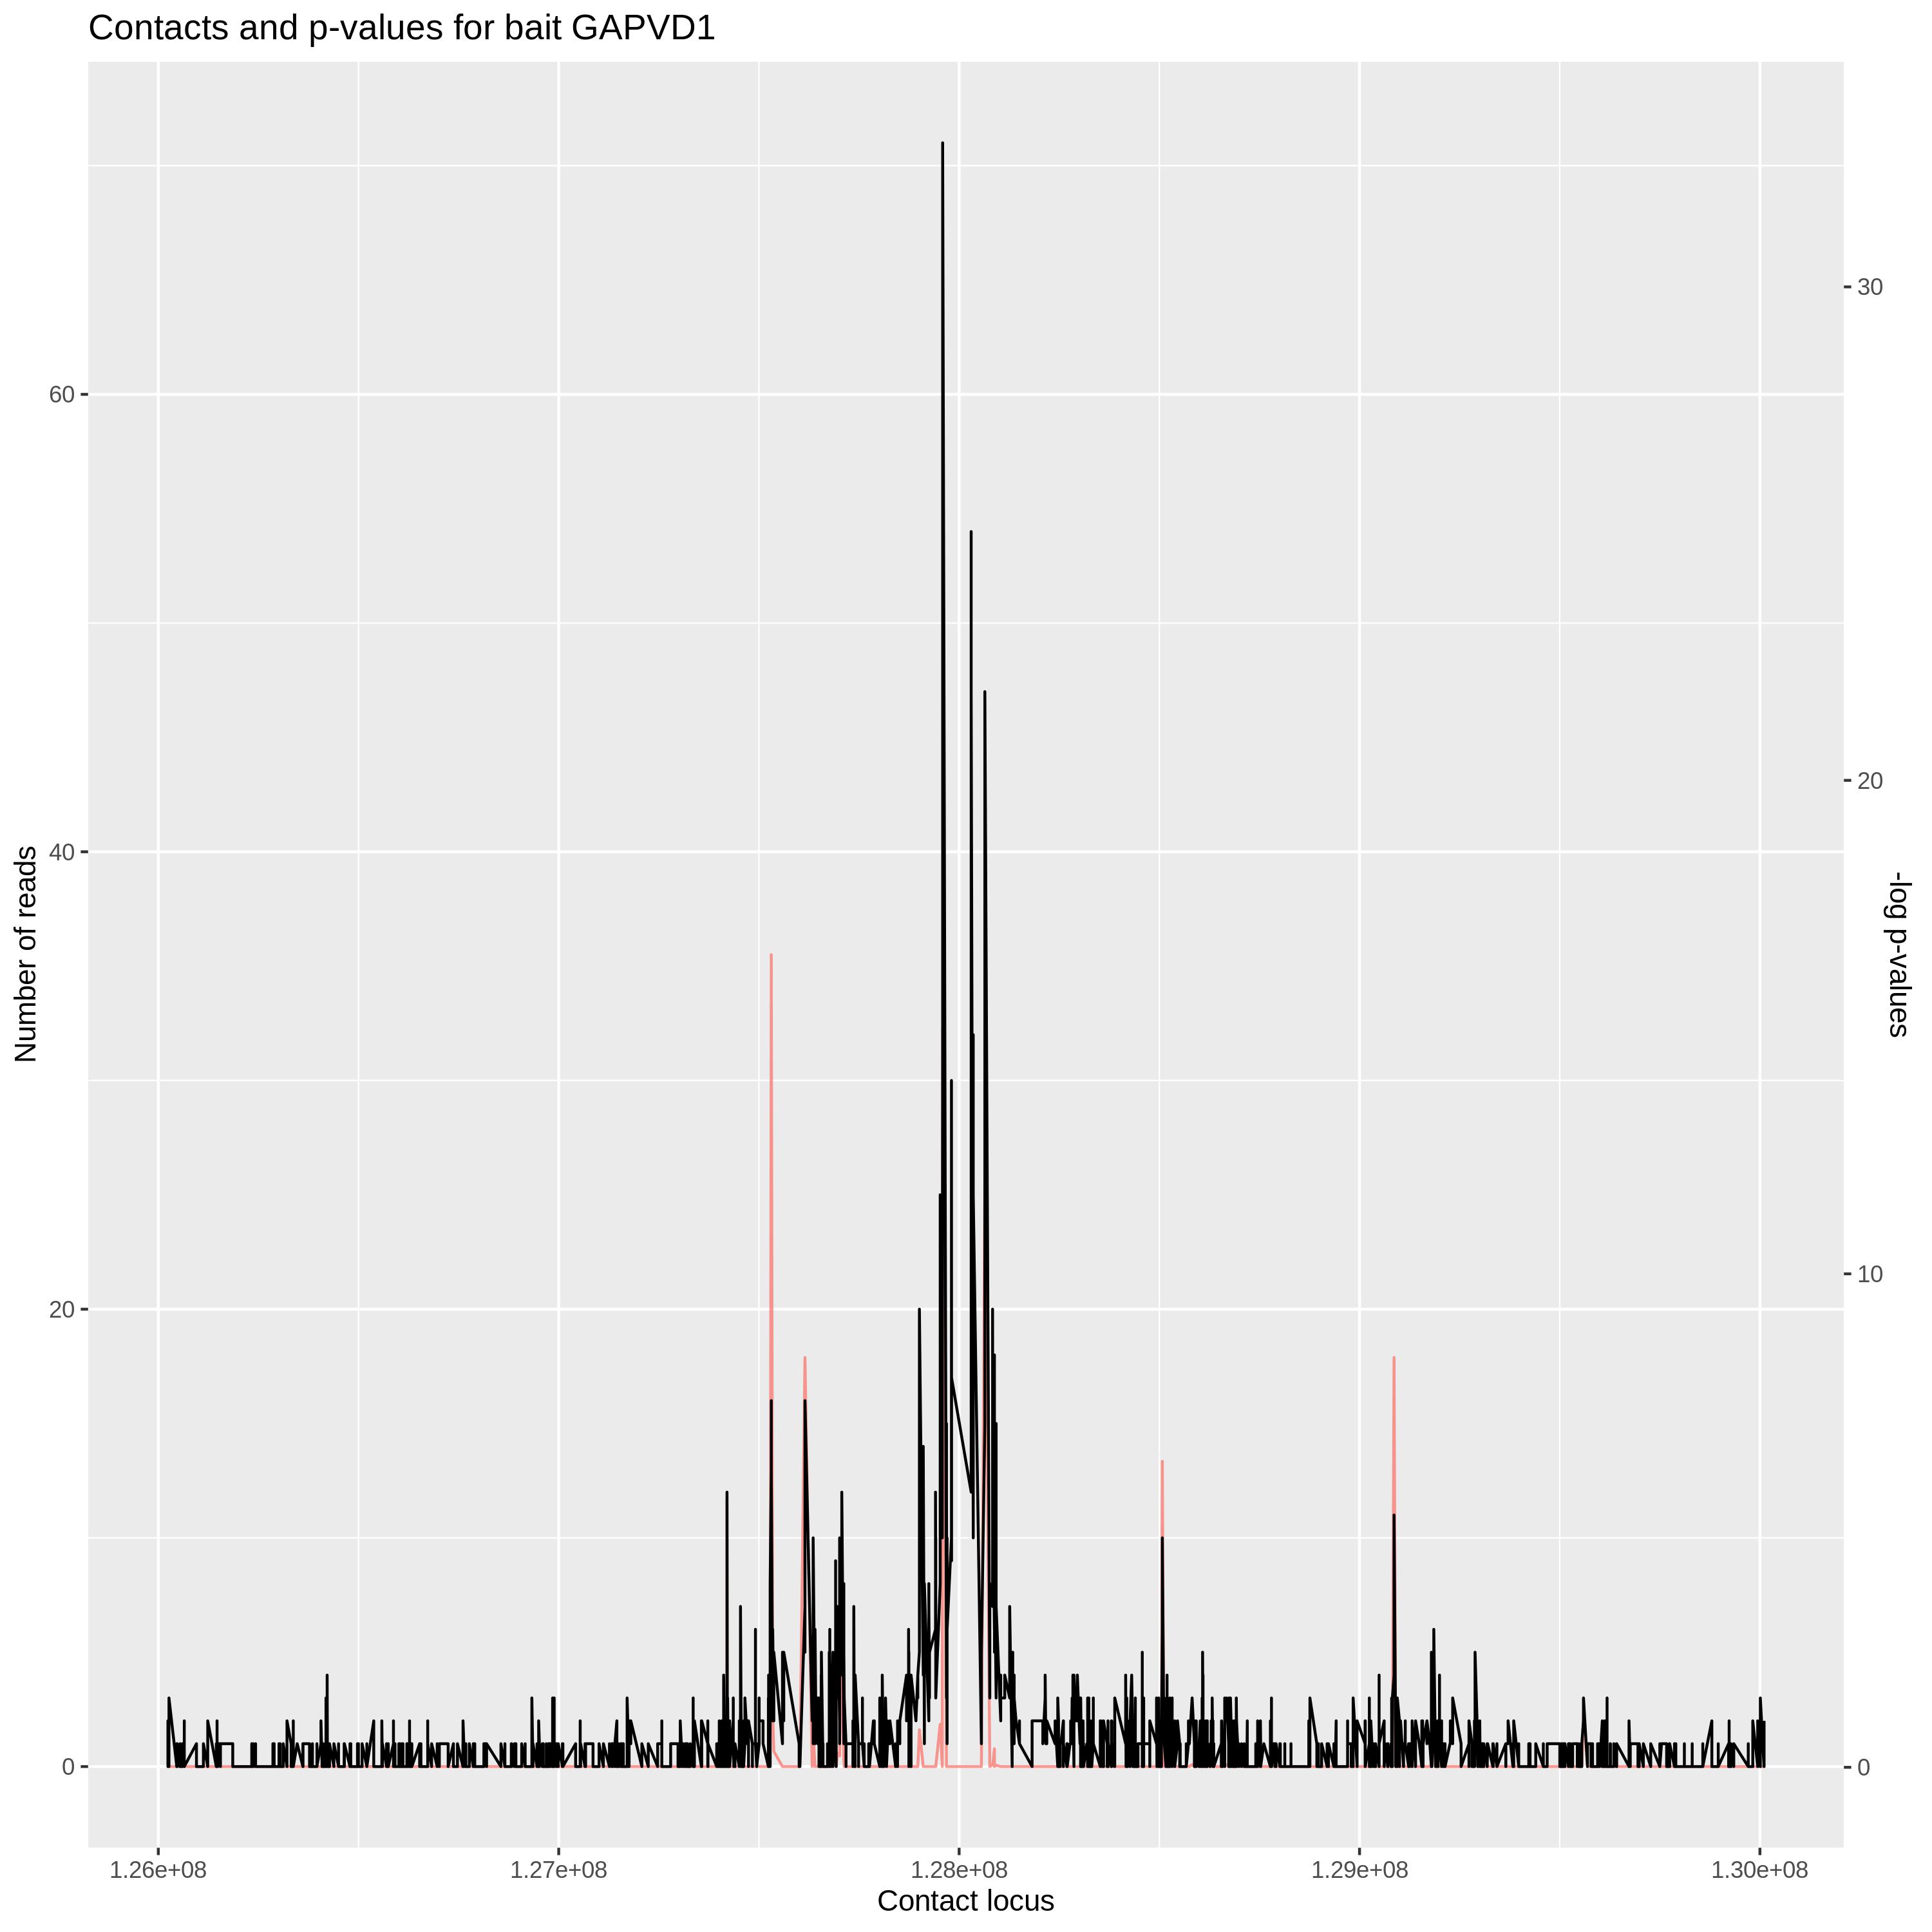 Contacts and p-values for bait GAPVD1
Number of reads
60
40
20
0
30
20
10
0
-log p-values
1.26e+08 1.27e+08 1.28e+08 1.29e+08 1.30e+08
Contact locus